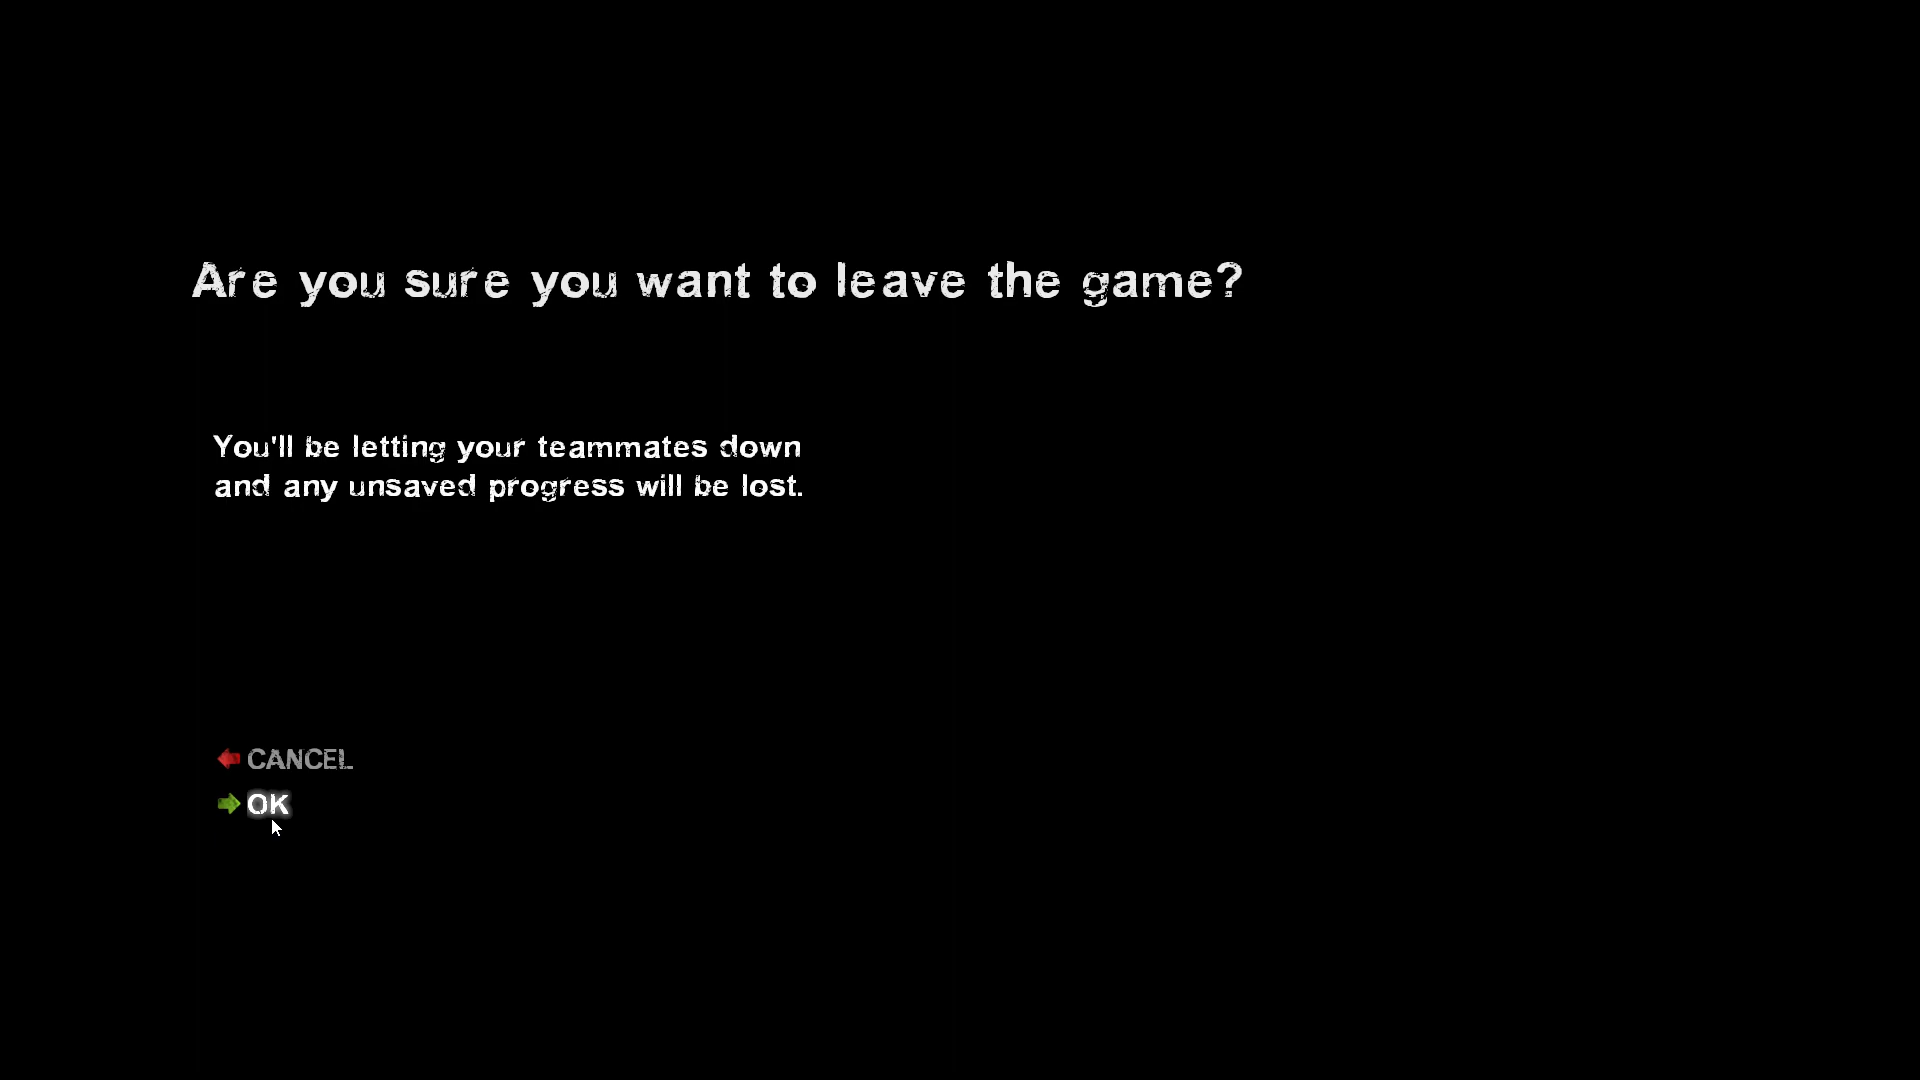 Are you sure you want to leave the game?
You'll be letting your teammates down
and any unsaved progress will be lost.
CANCEL
OK